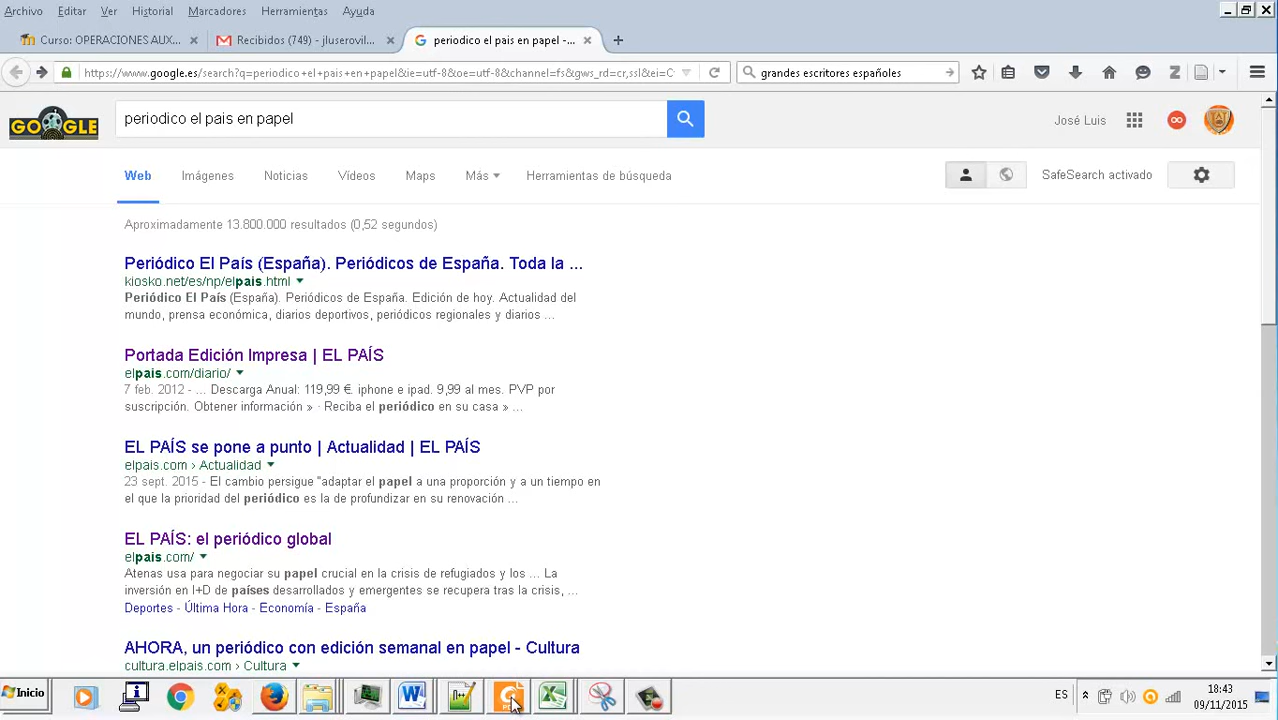 Archivo Editar Ver Historial Marcadores Herramientas Ayuda
Curso: OPERACIONES AUX... Recibidos (749) - jluserovil... periodico el pais en papel -...
https://www.google.es/search?q=periodico+el+pais+en+papel&ie=utf-8&oe=utf-8&channel=fs&gws_rd=cr,ssl&ei=C grandes escritores españoles
GOOGLE periodico el pais en papel José Luis
Web Imágenes Noticias Vídeos Maps Más Herramientas de búsqueda SafeSearch activado
Aproximadamente 13.800.000 resultados (0,52 segundos)
Periódico El País (España). Periódicos de España. Toda la ...
kiosko.net/es/np/elpais.html
Periódico El País (España). Periódicos de España. Edición de hoy. Actualidad del
mundo, prensa económica, diarios deportivos, periódicos regionales y diarios ...
Portada Edición Impresa | EL PAÍS
elpais.com/diario/
7 feb. 2012 - ... Descarga Anual: 119,99 €. iphone e ipad. 9,99 al mes. PVP por
suscripción. Obtener información » · Reciba el periódico en su casa » ...
EL PAÍS se pone a punto | Actualidad | EL PAÍS
elpais.com › Actualidad
23 sept. 2015 - El cambio persigue "adaptar el papel a una proporción y a un tiempo en
el que la prioridad del periódico es la de profundizar en su renovación ...
EL PAÍS: el periódico global
elpais.com/
Atenas usa para negociar su papel crucial en la crisis de refugiados y los ... La
inversión en I+D de países desarrollados y emergentes se recupera tras la crisis, ...
Deportes - Última Hora - Economía - España
AHORA, un periódico con edición semanal en papel - Cultura
cultura.elpais.com › Cultura
Inicio ES 18:43
09/11/2015